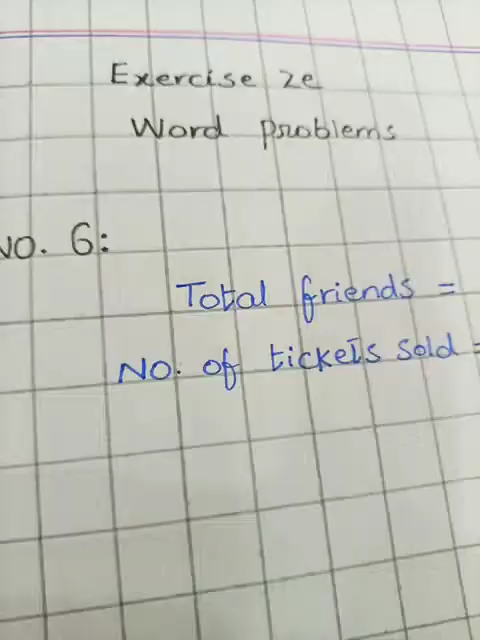 Exercise 2e
Word problems
No. 6:
Total friends =
No. of tickets sold =